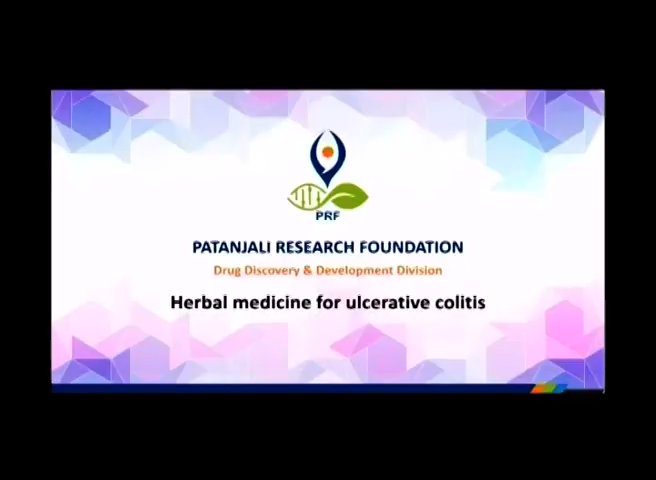 PRF
PATANJALI RESEARCH FOUNDATION
Drug Discovery & Development Division
Herbal medicine for ulcerative colitis